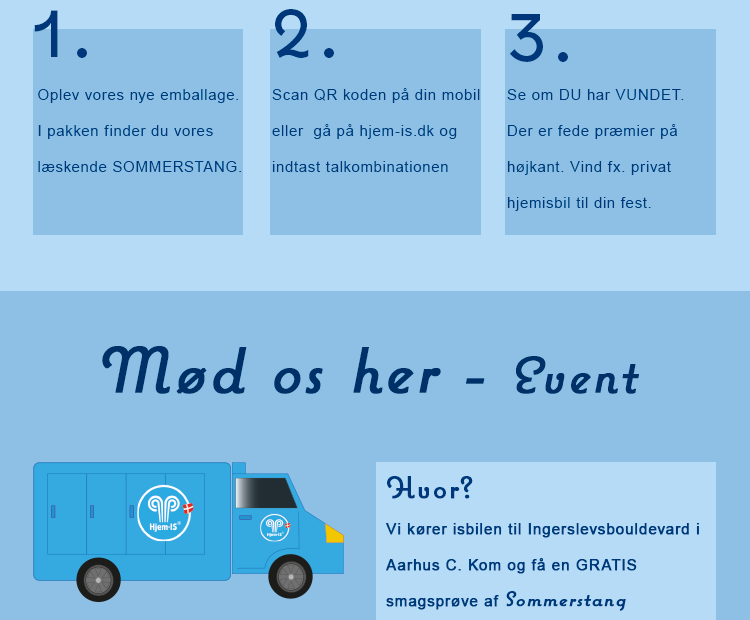 1.
Oplev vores nye emballage.
I pakken finder du vores
læskende SOMMERSTANG.
2.
Scan QR koden på din mobil
eller gå på hjem-is.dk og
indtast talkombinationen
3.
Se om DU har VUNDET.
Der er fede præmier på
højkant. Vind fx. privat
hjemisbil til din fest.
Mød os her - Event
Hjem-IS
Hjem-IS
Hvor?
Vi kører isbilen til Ingerslevsbouldevard i
Aarhus C. Kom og få en GRATIS
smagsprøve af Sommerstang